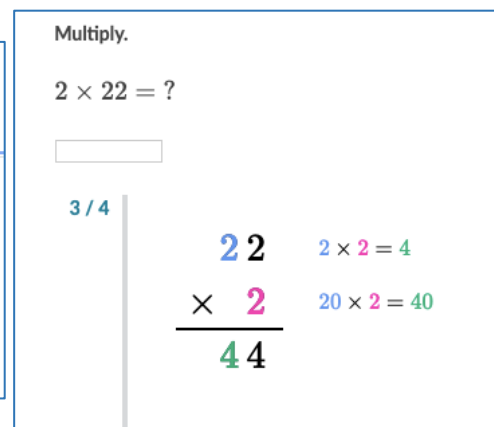 Multiply.
2 × 22 = ?
3 / 4
22 2 × 2 = 4
× 2 20 × 2 = 40
44